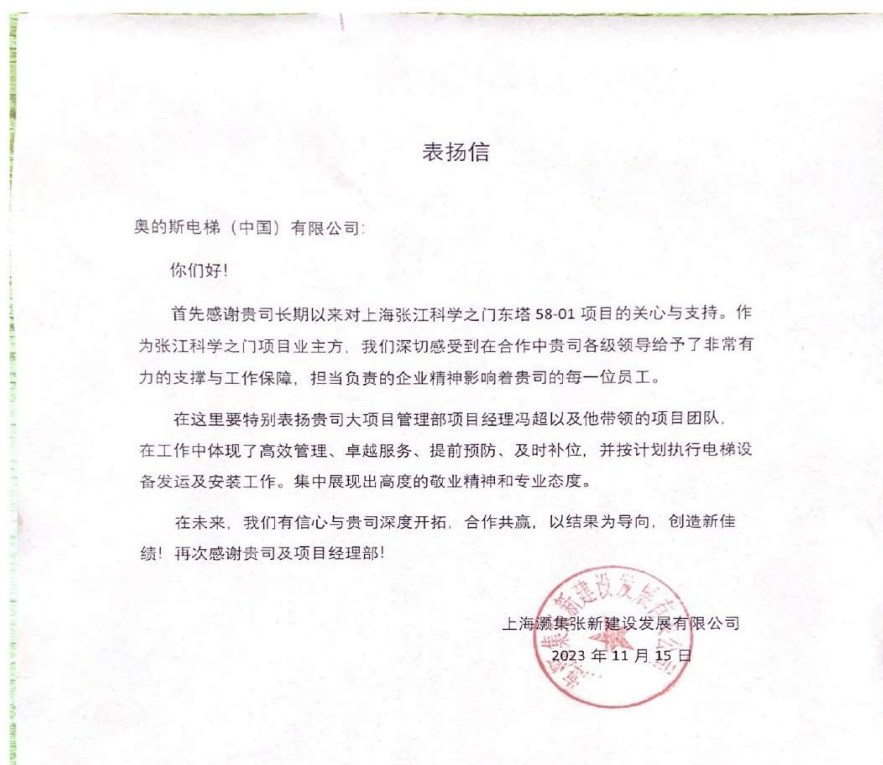 表扬信
奥的斯电梯（中国）有限公司:
你们好！
首先感谢贵司长期以来对上海张江科学之门东塔 58-01 项目的关心与支持。作
为张江科学之门项目业主方，我们深切感受到在合作中贵司各级领导给予了非常有
力的支撑与工作保障，担当负责的企业精神影响着贵司的每一位员工。
在这里要特别表扬贵司大项目管理部项目经理冯超以及他带领的项目团队，
在工作中体现了高效管理、卓越服务、提前预防、及时补位，并按计划执行电梯设
备发运及安装工作。集中展现出高度的敬业精神和专业态度。
在未来，我们有信心与贵司深度开拓，合作共赢，以结果为导向，创造新佳
绩！再次感谢贵司及项目经理部！
上海灏集张新建设发展有限公司
2023 年 11 月 15 日